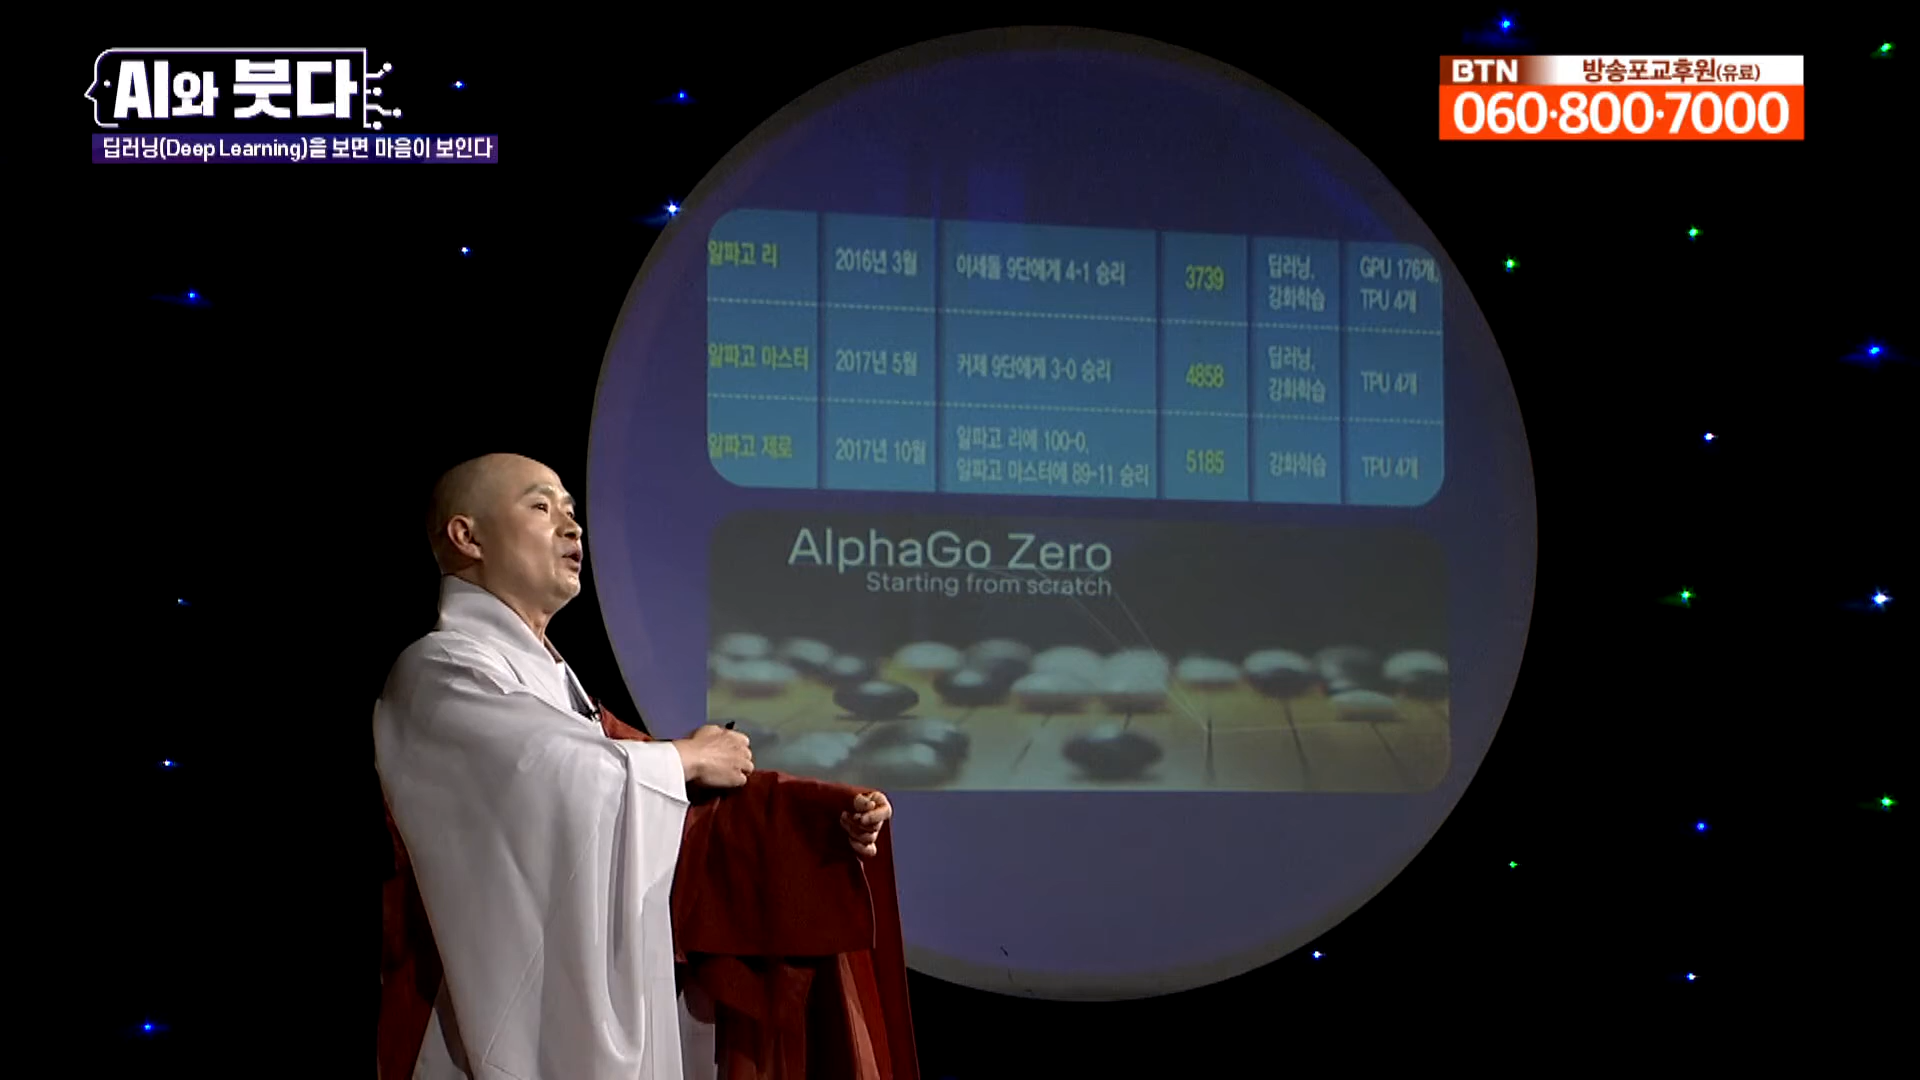 AI와 붓다
딥러닝(Deep Learning)을 보면 마음이 보인다
BTN 방송포교후원(유료)
060·800·7000
알파고 리 2016년 3월 이세돌 9단에게 4-1 승리 3739 딥러닝, 강화학습 GPU 176개, TPU 4개
알파고 마스터 2017년 5월 커제 9단에게 3-0 승리 4858 딥러닝, 강화학습 TPU 4개
알파고 제로 2017년 10월 알파고 리에 100-0, 알파고 마스터에 89-11 승리 5185 강화학습 TPU 4개
AlphaGo Zero
Starting from scratch